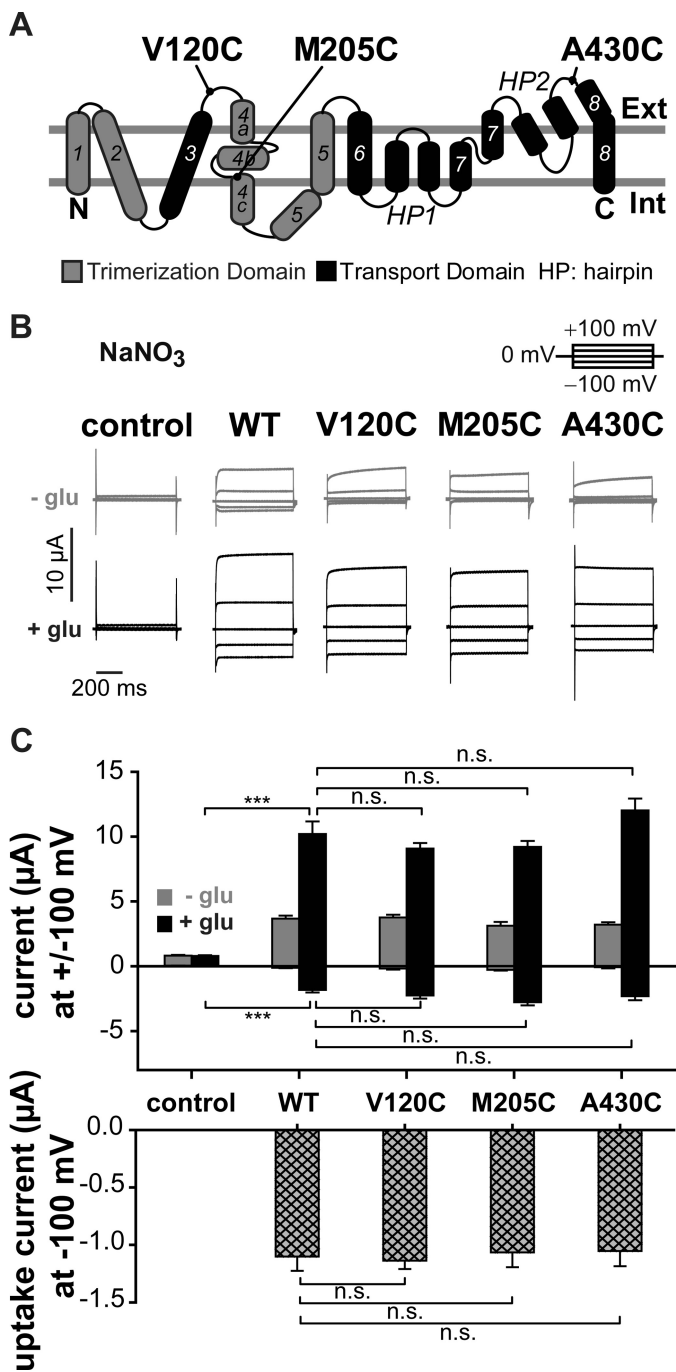 A
V120C M205C A430C
HP2
1 2 3 4 a 4b 4 c 5 5 6 7 7 8 8
Ext
Int
N HP1 C
Trimerization Domain Transport Domain HP: hairpin
B
NaNO3
+100 mV
0 mV
−100 mV
control WT V120C M205C A430C
- glu
10 µA
+ glu
200 ms
C
n.s.
n.s.
*** n.s.
- glu
+ glu
15
10
5
0
-5
current (µA)
at +/-100 mV
*** n.s.
n.s.
n.s.
control WT V120C M205C A430C
0.0
-0.5
-1.0
-1.5
uptake current (µA)
at -100 mV
n.s.
n.s.
n.s.